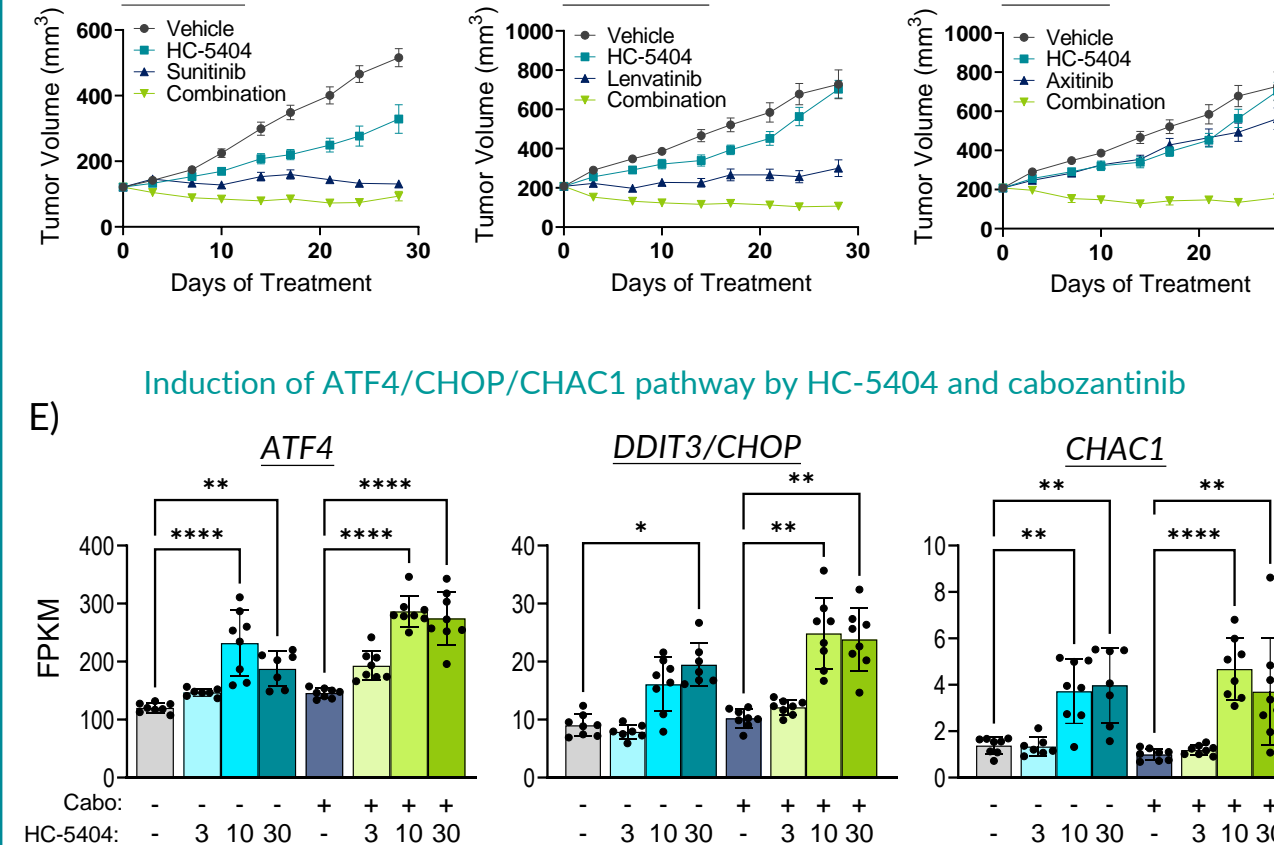 Tumor Volume (mm3)
600
400
200
0
0 10 20 30
Days of Treatment
Vehicle
HC-5404
Sunitinib
Combination
Tumor Volume (mm3)
1000
800
600
400
200
0
0 10 20 30
Days of Treatment
Vehicle
HC-5404
Lenvatinib
Combination
Tumor Volume (mm3)
1000
800
600
400
200
0
0 10 20
Days of Treatment
Vehicle
HC-5404
Axitinib
Combination
Induction of ATF4/CHOP/CHAC1 pathway by HC-5404 and cabozantinib
E)
ATF4
** ****
**** ****
FPKM
400
300
200
100
0
DDIT3/CHOP
**
* **
40
30
20
10
0
CHAC1
** **
** ****
10
8
6
4
2
0
Cabo: - - - - + + + + - - - - + + + + - - - - + + +
HC-5404: - 3 10 30 - 3 10 30 - 3 10 30 - 3 10 30 - 3 10 30 - 3 10